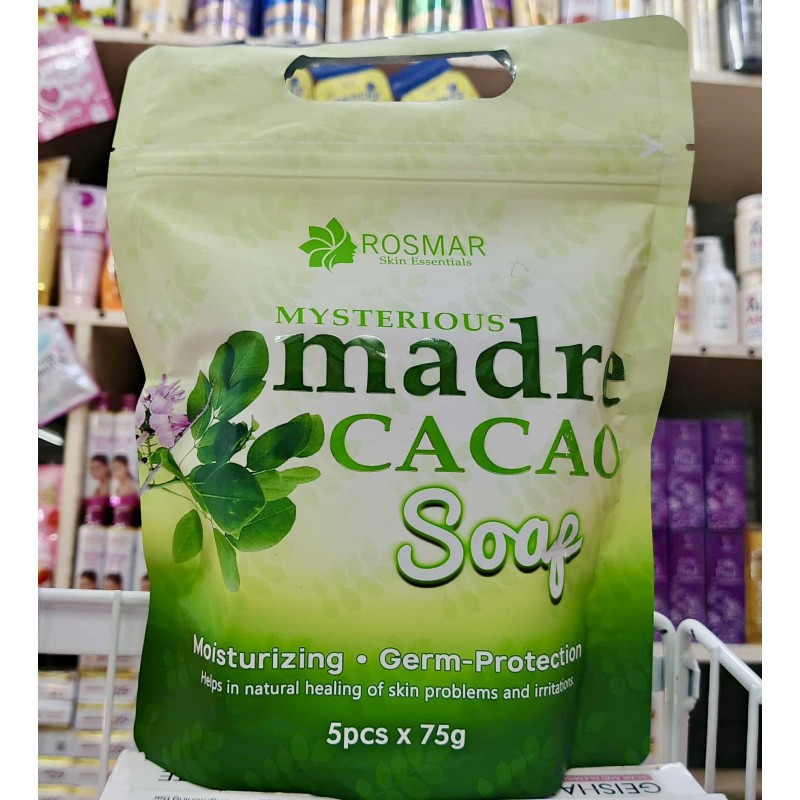 ROSMAR
Skin Essentials
MYSTERIOUS
madre
CACAO
Soap
Moisturizing • Germ-Protection
Helps in natural healing of skin problems and irritations.
5pcs x 75g
GEISHA